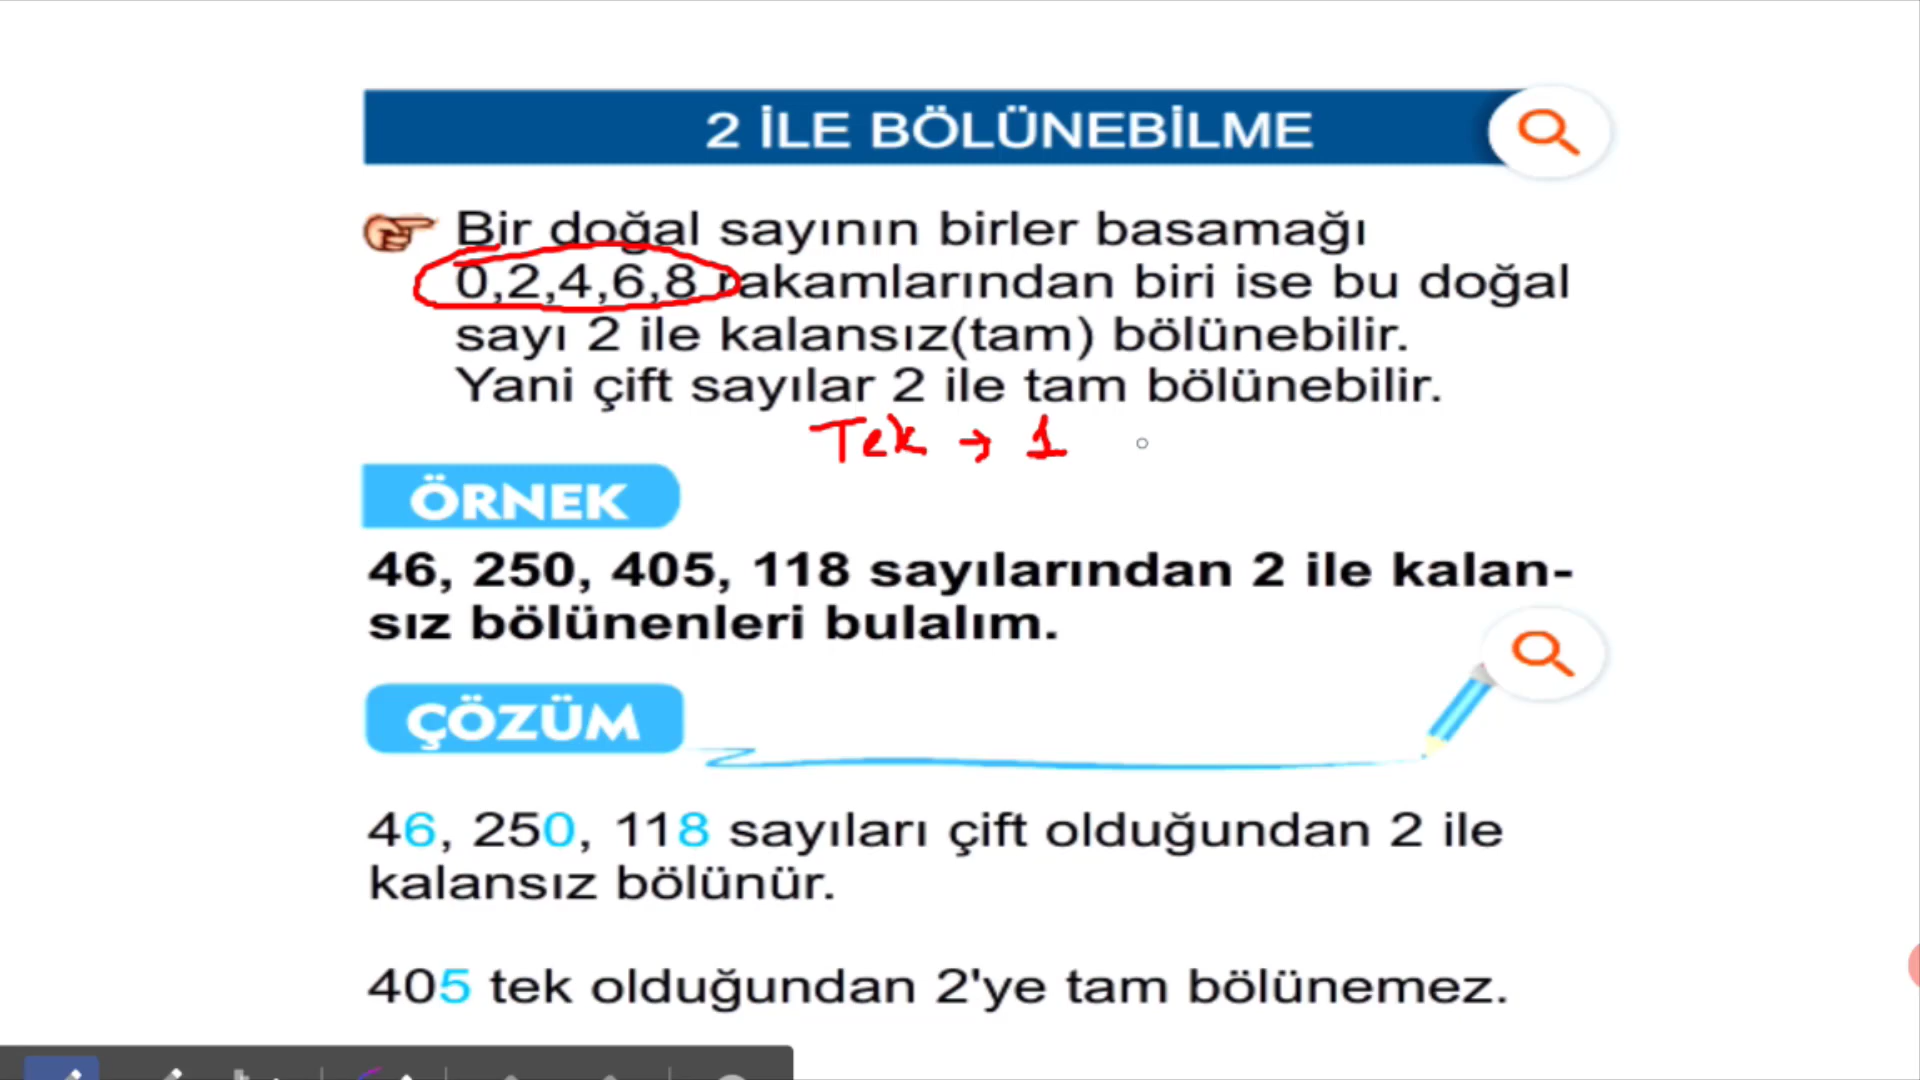 2 İLE BÖLÜNEBİLME
Bir doğal sayının birler basamağı
0,2,4,6,8 rakamlarından biri ise bu doğal
sayı 2 ile kalansız(tam) bölünebilir.
Yani çift sayılar 2 ile tam bölünebilir.
Tek → 1
ÖRNEK
46, 250, 405, 118 sayılarından 2 ile kalan-
sız bölünenleri bulalım.
ÇÖZÜM
46, 250, 118 sayıları çift olduğundan 2 ile
kalansız bölünür.
405 tek olduğundan 2'ye tam bölünemez.